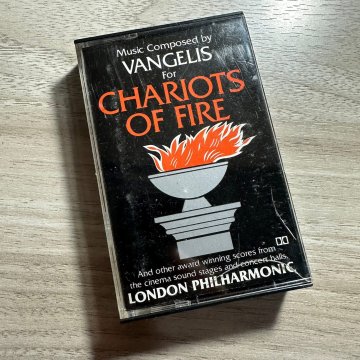 Music Composed by
VANGELIS
for
CHARIOTS
OF FIRE
And other award winning scores from
the cinema sound stages and concert halls.
LONDON PHILHARMONIC